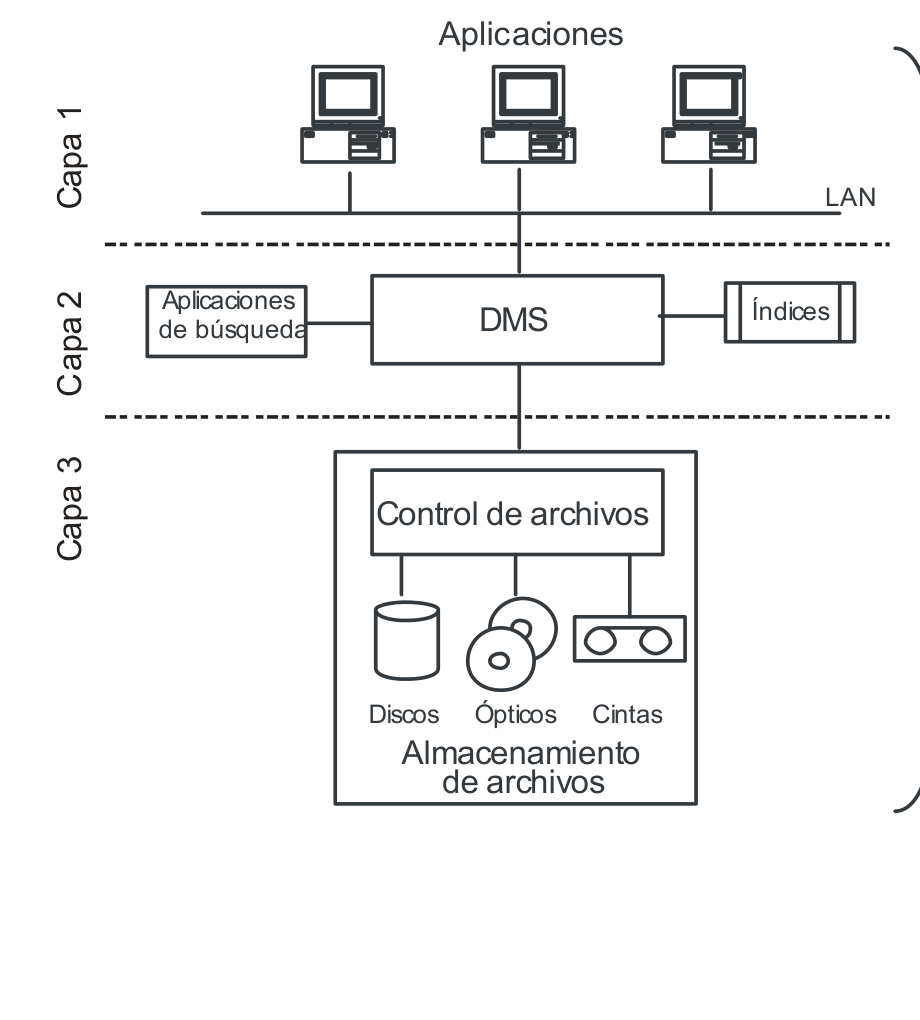 Aplicaciones
Capa 1
LAN
Capa 2
Aplicaciones
de búsqueda
DMS
Índices
Capa 3
Control de archivos
Discos
Ópticos
Cintas
Almacenamiento
de archivos